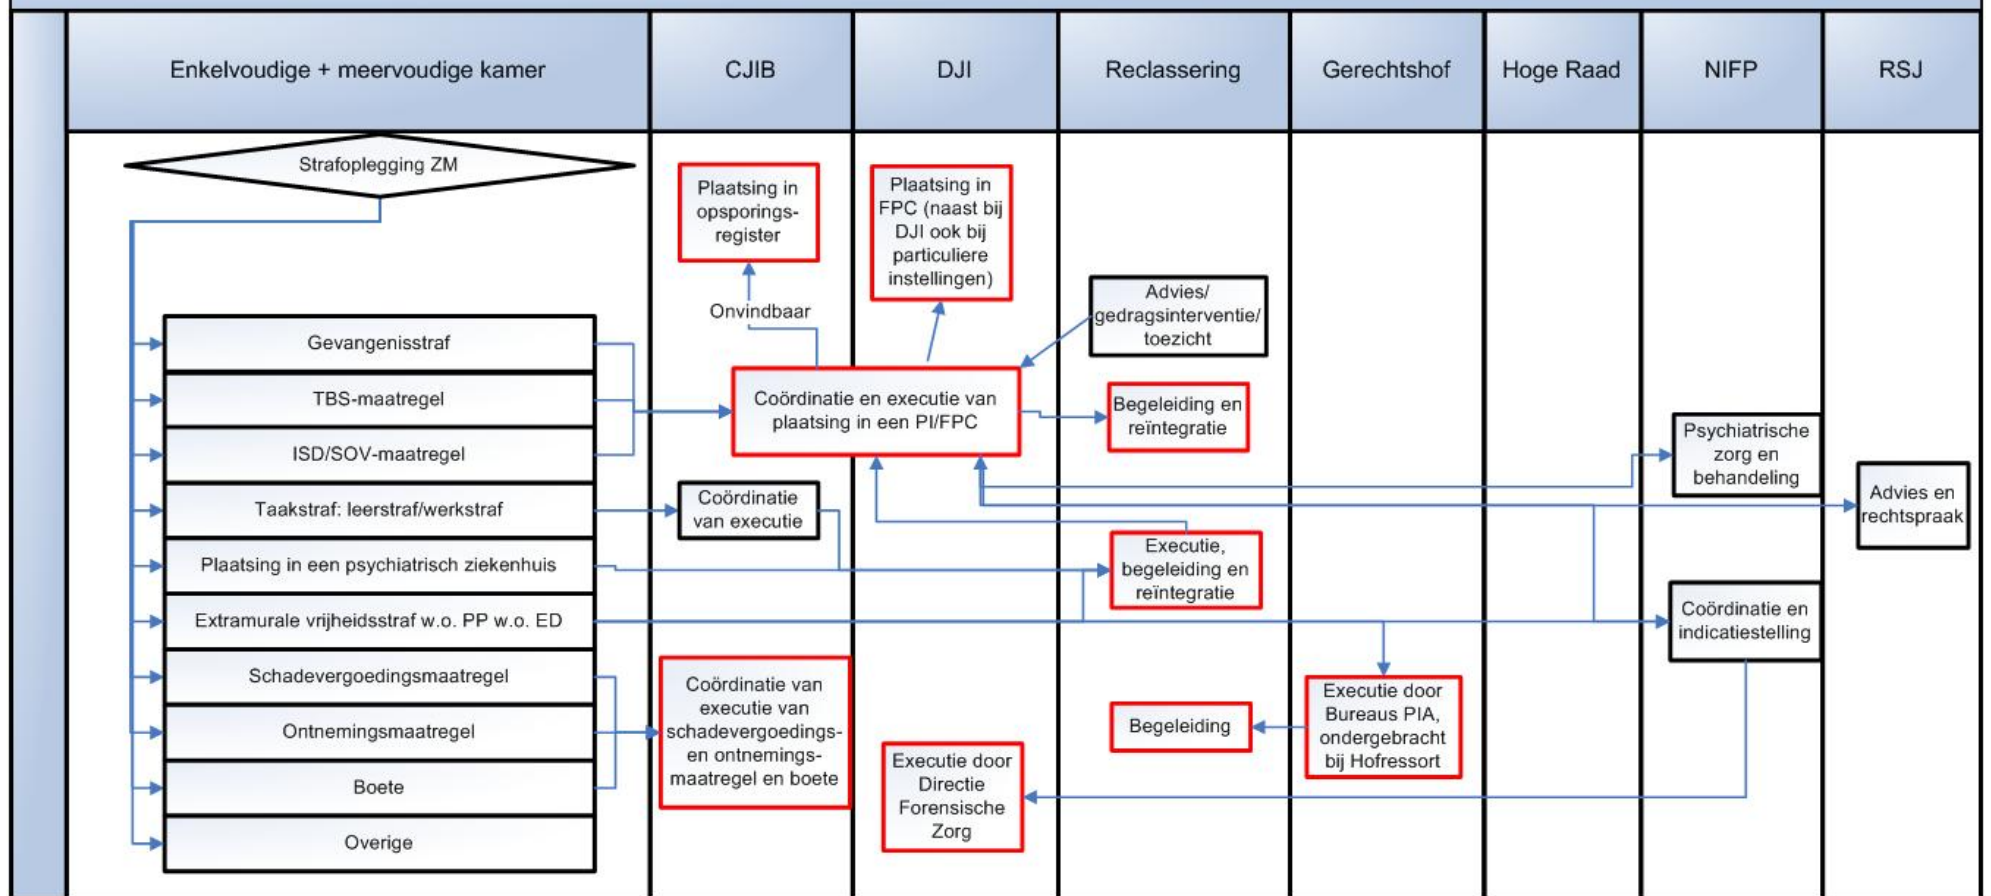 Enkelvoudige + meervoudige kamer
CJIB
DJI
Reclassering
Gerechtshof
Hoge Raad
NIFP
RSJ
Strafoplegging ZM
Gevangenisstraf
TBS-maatregel
ISD/SOV-maatregel
Taakstraf: leerstraf/werkstraf
Plaatsing in een psychiatrisch ziekenhuis
Extramurale vrijheidsstraf w.o. PP w.o. ED
Schadevergoedingsmaatregel
Ontnemingsmaatregel
Boete
Overige
Plaatsing in
opsporings-
register
Onvindbaar
Plaatsing in
FPC (naast bij
DJI ook bij
particuliere
instellingen)
Advies/
gedragsinterventie/
toezicht
Coördinatie en executie van
plaatsing in een PI/FPC
Begeleiding en
reïntegratie
Coördinatie
van executie
Executie,
begeleiding en
reïntegratie
Psychiatrische
zorg en
behandeling
Advies en
rechtspraak
Coördinatie en
indicatiestelling
Coördinatie van
executie van
schadevergoedings-
en ontnemings-
maatregel en boete
Executie door
Directie
Forensische
Zorg
Begeleiding
Executie door
Bureaus PIA,
ondergebracht
bij Hofressort